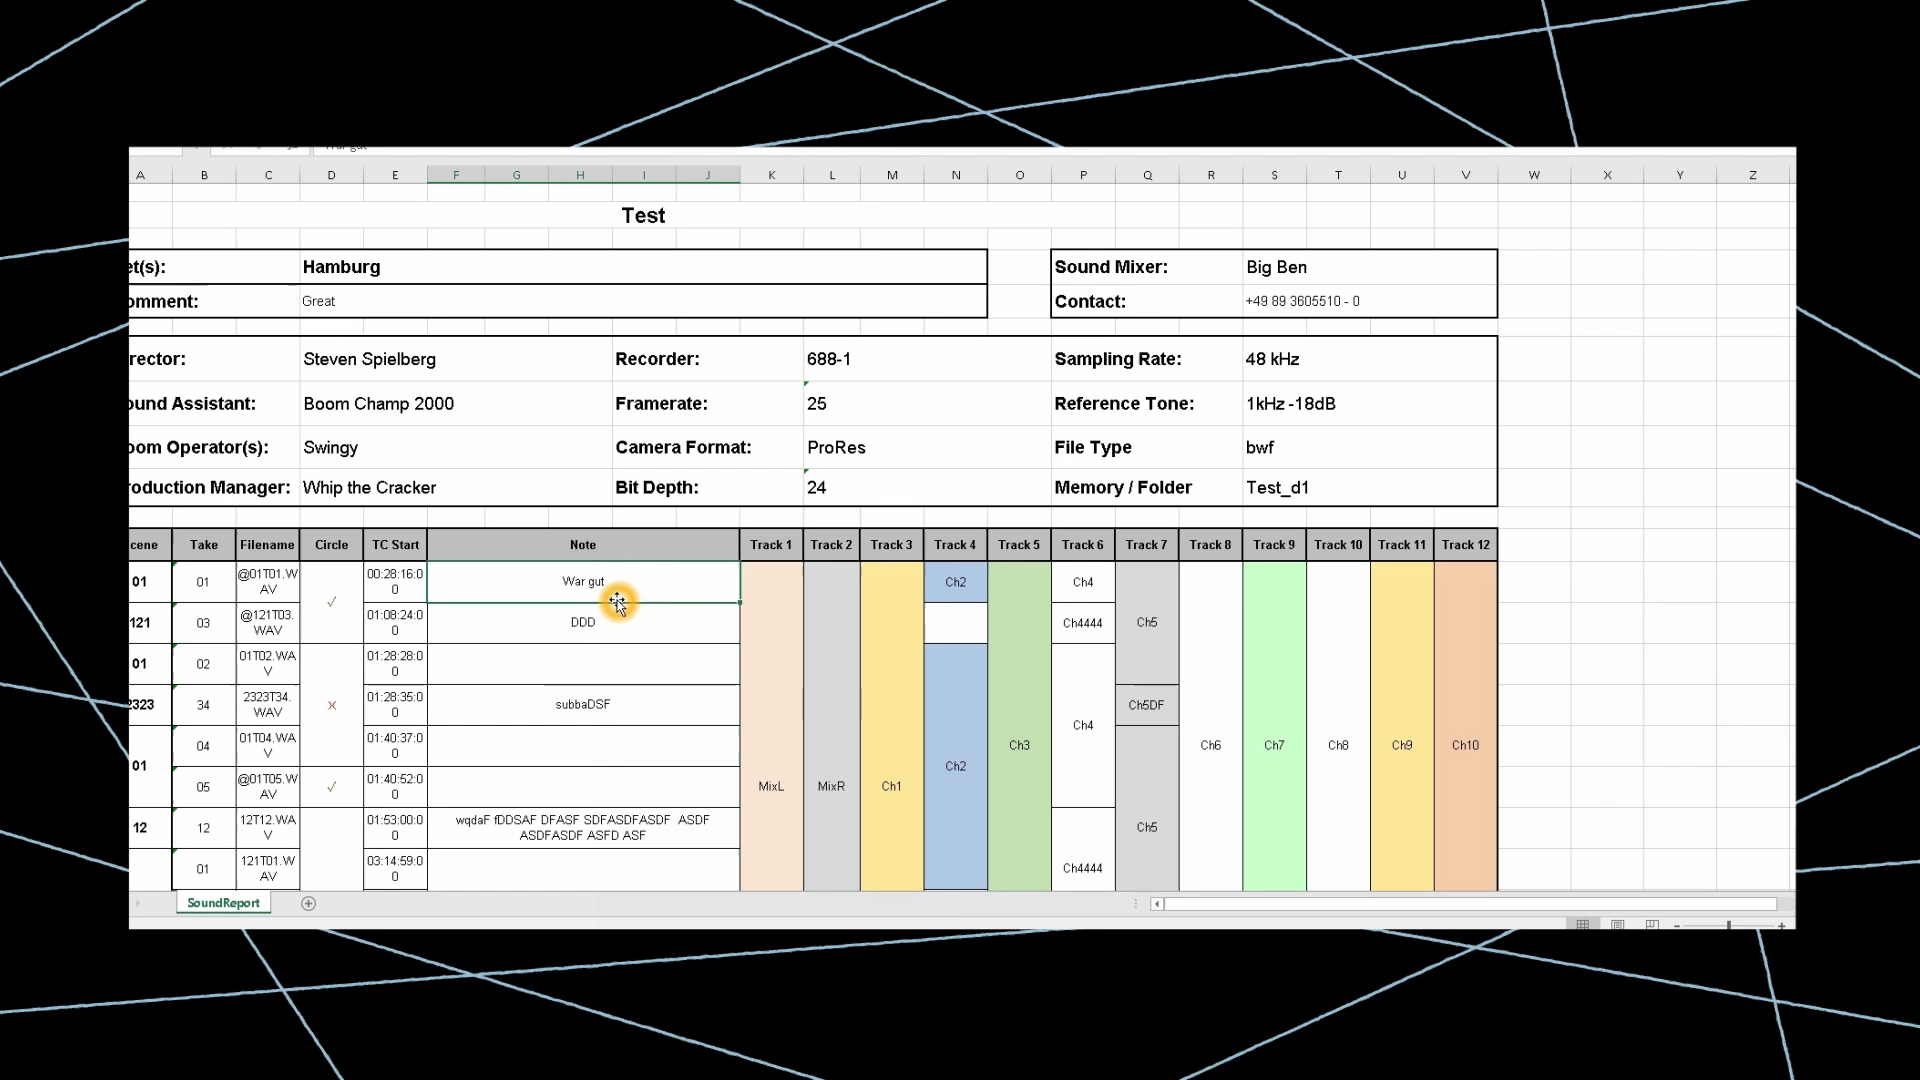 A B C D E F G H I J K L M N O P Q R S T U V W X Y Z
Test
et(s): Hamburg Sound Mixer: Big Ben
omment: Great Contact: +49 89 3605510 - 0
rector: Steven Spielberg Recorder: 688-1 Sampling Rate: 48 kHz
ound Assistant: Boom Champ 2000 Framerate: 25 Reference Tone: 1kHz -18dB
oom Operator(s): Swingy Camera Format: ProRes File Type bwf
roduction Manager: Whip the Cracker Bit Depth: 24 Memory / Folder Test_d1
cene Take Filename Circle TC Start Note Track 1 Track 2 Track 3 Track 4 Track 5 Track 6 Track 7 Track 8 Track 9 Track 10 Track 11 Track 12
01 01 @01T01.W 00:28:16:0 War gut Ch2 Ch4
AV 0
✓
121 03 @121T03. 01:08:24:0 DDD Ch4444 Ch5
WAV 0
01 02 01T02.WA 01:28:28:0
V 0
2323 34 2323T34. X 01:28:35:0 subbaDSF Ch5DF
WAV 0
Ch4
04 01T04.WA 01:40:37:0 Ch3 Ch6 Ch7 Ch8 Ch9 Ch10
V 0
01 Ch2
05 @01T05.W ✓ 01:40:52:0 MixL MixR Ch1
AV 0
12 12 12T12.WA 01:53:00:0 wqdaF fDDSAF DFASF SDFASDFASDF ASDF Ch5
V 0 ASDFASDF ASFD ASF
01 121T01.W 03:14:59:0 Ch4444
AV 0
SoundReport